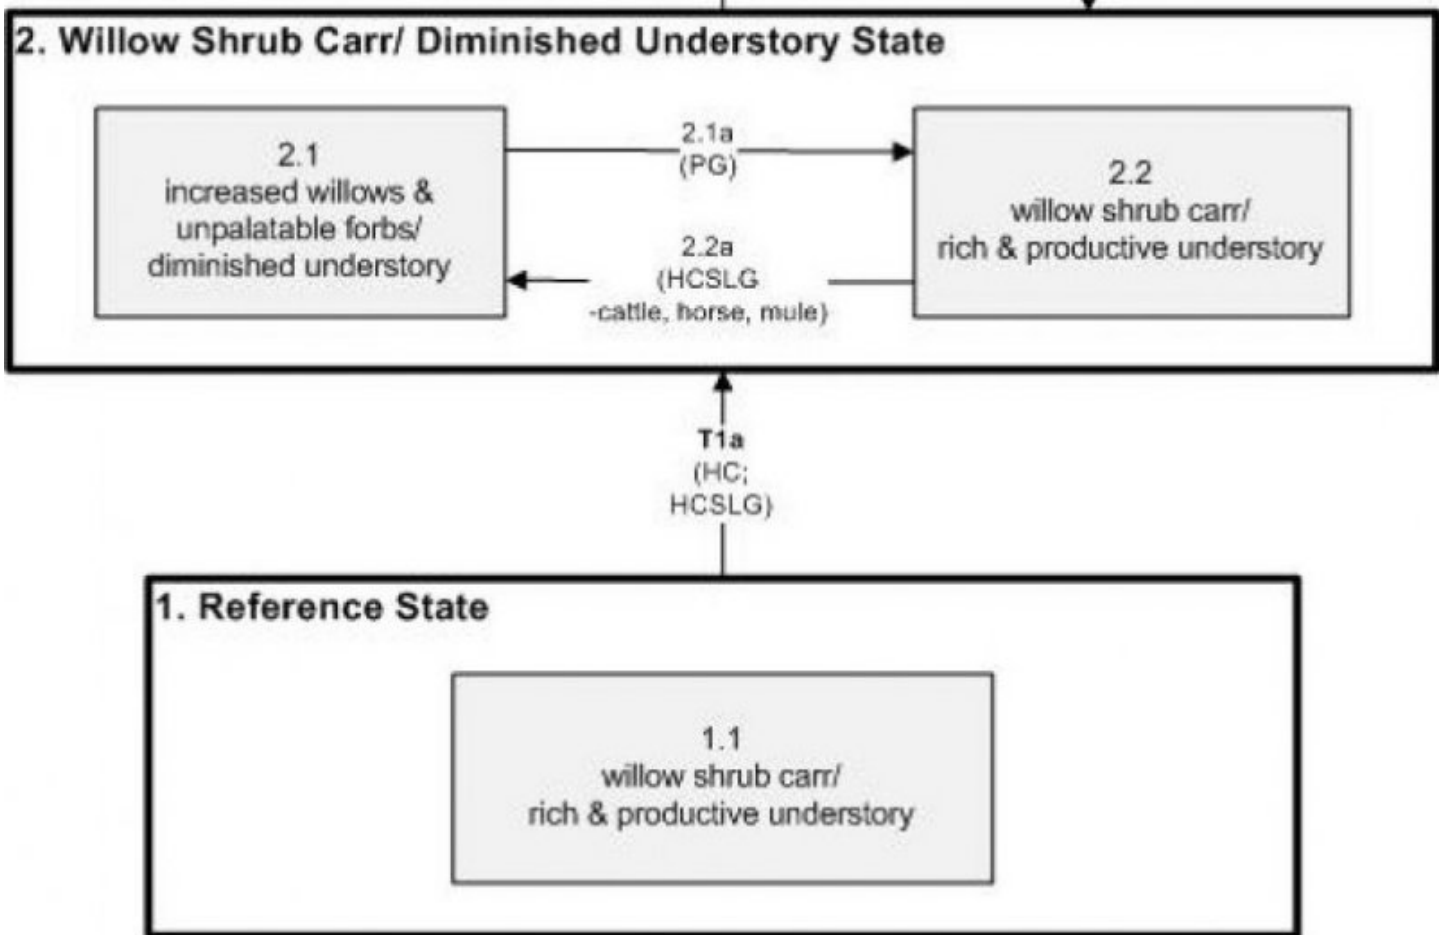 2. Willow Shrub Carr/ Diminished Understory State
2.1
increased willows &
unpalatable forbs/
diminished understory
2.1a
(PG)
2.2a
(HCSLG
-cattle, horse, mule)
2.2
willow shrub carr/
rich & productive understory
T1a
(HC;
HCSLG)
1. Reference State
1.1
willow shrub carr/
rich & productive understory